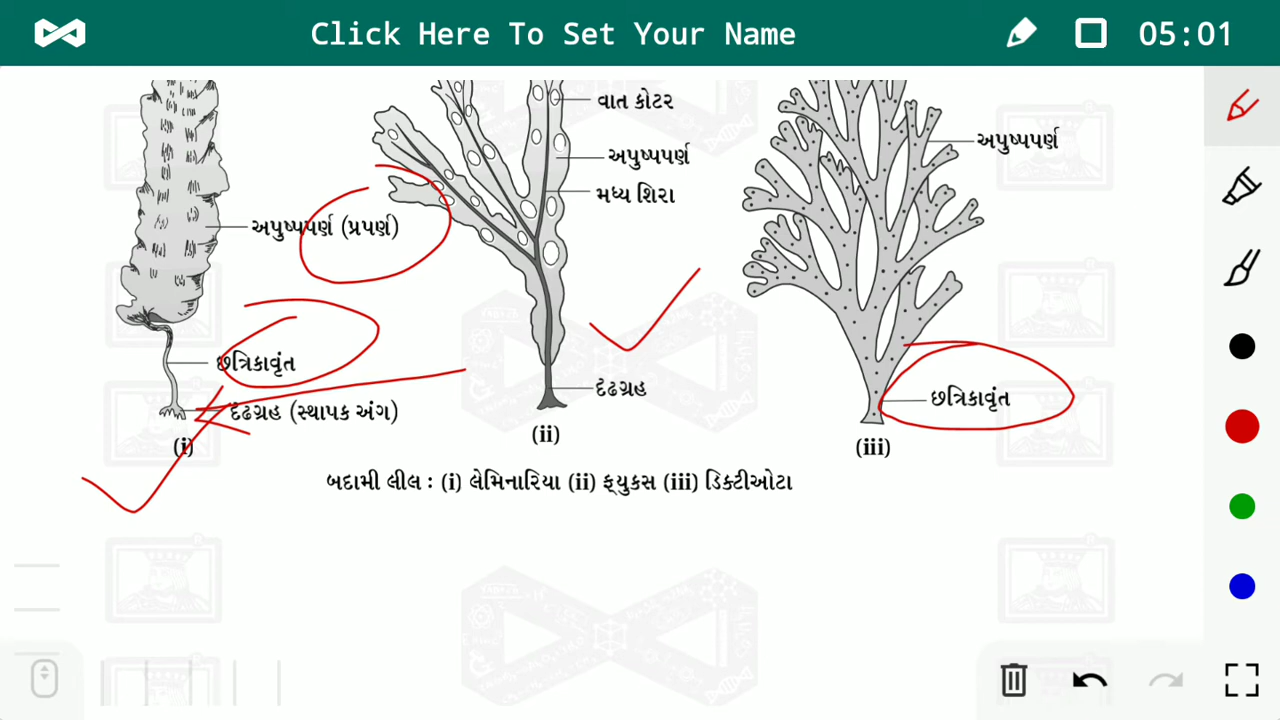 Click Here To Set Your Name
05:01
વાત કોટર
અપુષ્પપર્ણ
અપુષ્પપર્ણ
મધ્ય શિરા
અપુષ્પપર્ણ (પ્રપર્ણ)
છત્રિકાવૃંત
દૃઢગ્રહ
છત્રિકાવૃંત
દૃઢગ્રહ (સ્થાપક અંગ)
(i)
(ii)
(iii)
બદામી લીલ : (i) લેમિનારિયા (ii) ફ્યુકસ (iii) ડિક્ટીઓટા